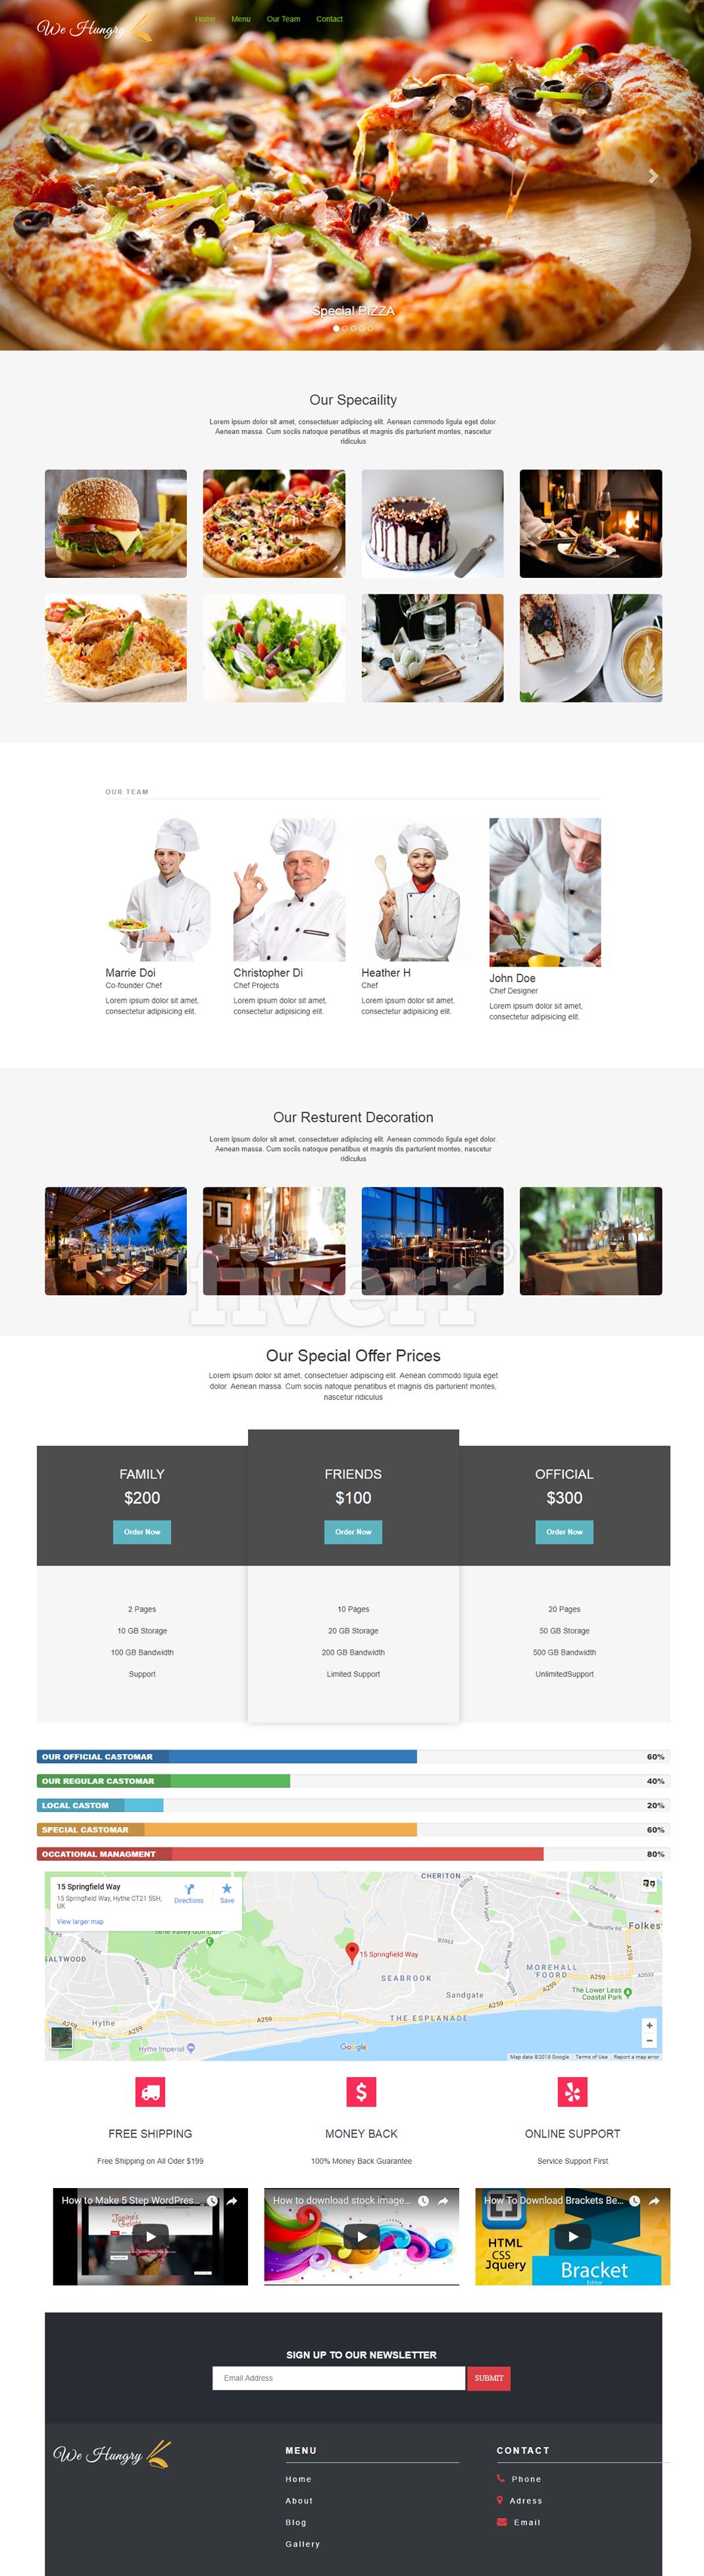 We Hungry
Home Menu Our Team Contact
Special PIZZA
Our Specaility
Lorem ipsum dolor sit amet, consectetuer adipiscing elit. Aenean commodo ligula eget dolor.
Aenean massa. Cum sociis natoque penatibus et magnis dis parturient montes, nascetur
ridiculus
OUR TEAM
Marrie Doi
Co-founder Chef
Lorem ipsum dolor sit amet,
consectetur adipisicing elit.
Christopher Di
Chef Projects
Lorem ipsum dolor sit amet,
consectetur adipisicing elit.
Heather H
Chef
Lorem ipsum dolor sit amet,
consectetur adipisicing elit.
John Doe
Chef Designer
Lorem ipsum dolor sit amet,
consectetur adipisicing elit.
Our Resturent Decoration
Lorem ipsum dolor sit amet, consectetuer adipiscing elit. Aenean commodo ligula eget dolor.
Aenean massa. Cum sociis natoque penatibus et magnis dis parturient montes, nascetur
ridiculus
fiverr®
Our Special Offer Prices
Lorem ipsum dolor sit amet, consectetuer adipiscing elit. Aenean commodo ligula eget
dolor. Aenean massa. Cum sociis natoque penatibus et magnis dis parturient montes,
nascetur ridiculus
FAMILY
$200
Order Now
2 Pages
10 GB Storage
100 GB Bandwidth
Support
FRIENDS
$100
Order Now
10 Pages
20 GB Storage
200 GB Bandwidth
Limited Support
OFFICIAL
$300
Order Now
20 Pages
50 GB Storage
500 GB Bandwidth
UnlimitedSupport
OUR OFFICIAL CASTOMAR 60%
OUR REGULAR CASTOMAR 40%
LOCAL CASTOM 20%
SPECIAL CASTOMAR 60%
OCCATIONAL MANAGMENT 80%
15 Springfield Way
15 Springfield Way, Hythe CT21 5SH,
UK
Directions
Save
View larger map
CHERITON
B2063
Cheriton Rd
Folkes
SALTWOOD
15 Springfield Way
B2063
SEABROOK
MOREHALL
FOORD
A259
A259
A2033
Sandgate
The Lower Leas
Coastal Park
A259
A259
THE ESPLANADE
A259
Hythe
A259
A259
Hythe Imperial
Google
Map data ©2018 Google Terms of Use Report a map error
FREE SHIPPING
Free Shipping on All Oder $199
MONEY BACK
100% Money Back Guarantee
ONLINE SUPPORT
Service Support First
How to Make 5 Step WordPres...
How to download stock image...
How To Download Brackets Be...
HTML
CSS
Jquery
Bracket
Editor
SIGN UP TO OUR NEWSLETTER
Email Address
SUBMIT
We Hungry
MENU
Home
About
Blog
Gallery
CONTACT
Phone
Adress
Email